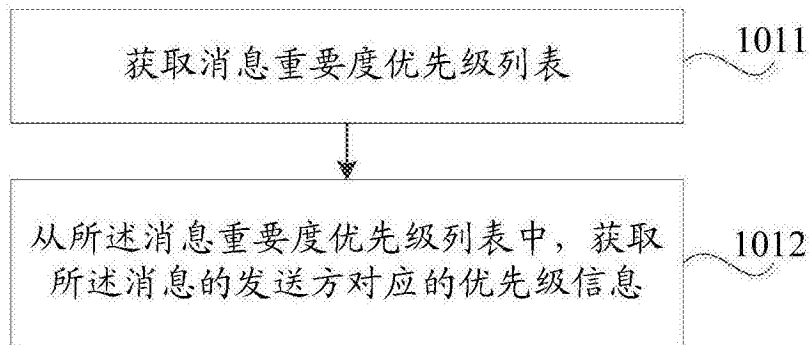 获取消息重要度优先级列表
1011
从所述消息重要度优先级列表中，获取
所述消息的发送方对应的优先级信息
1012